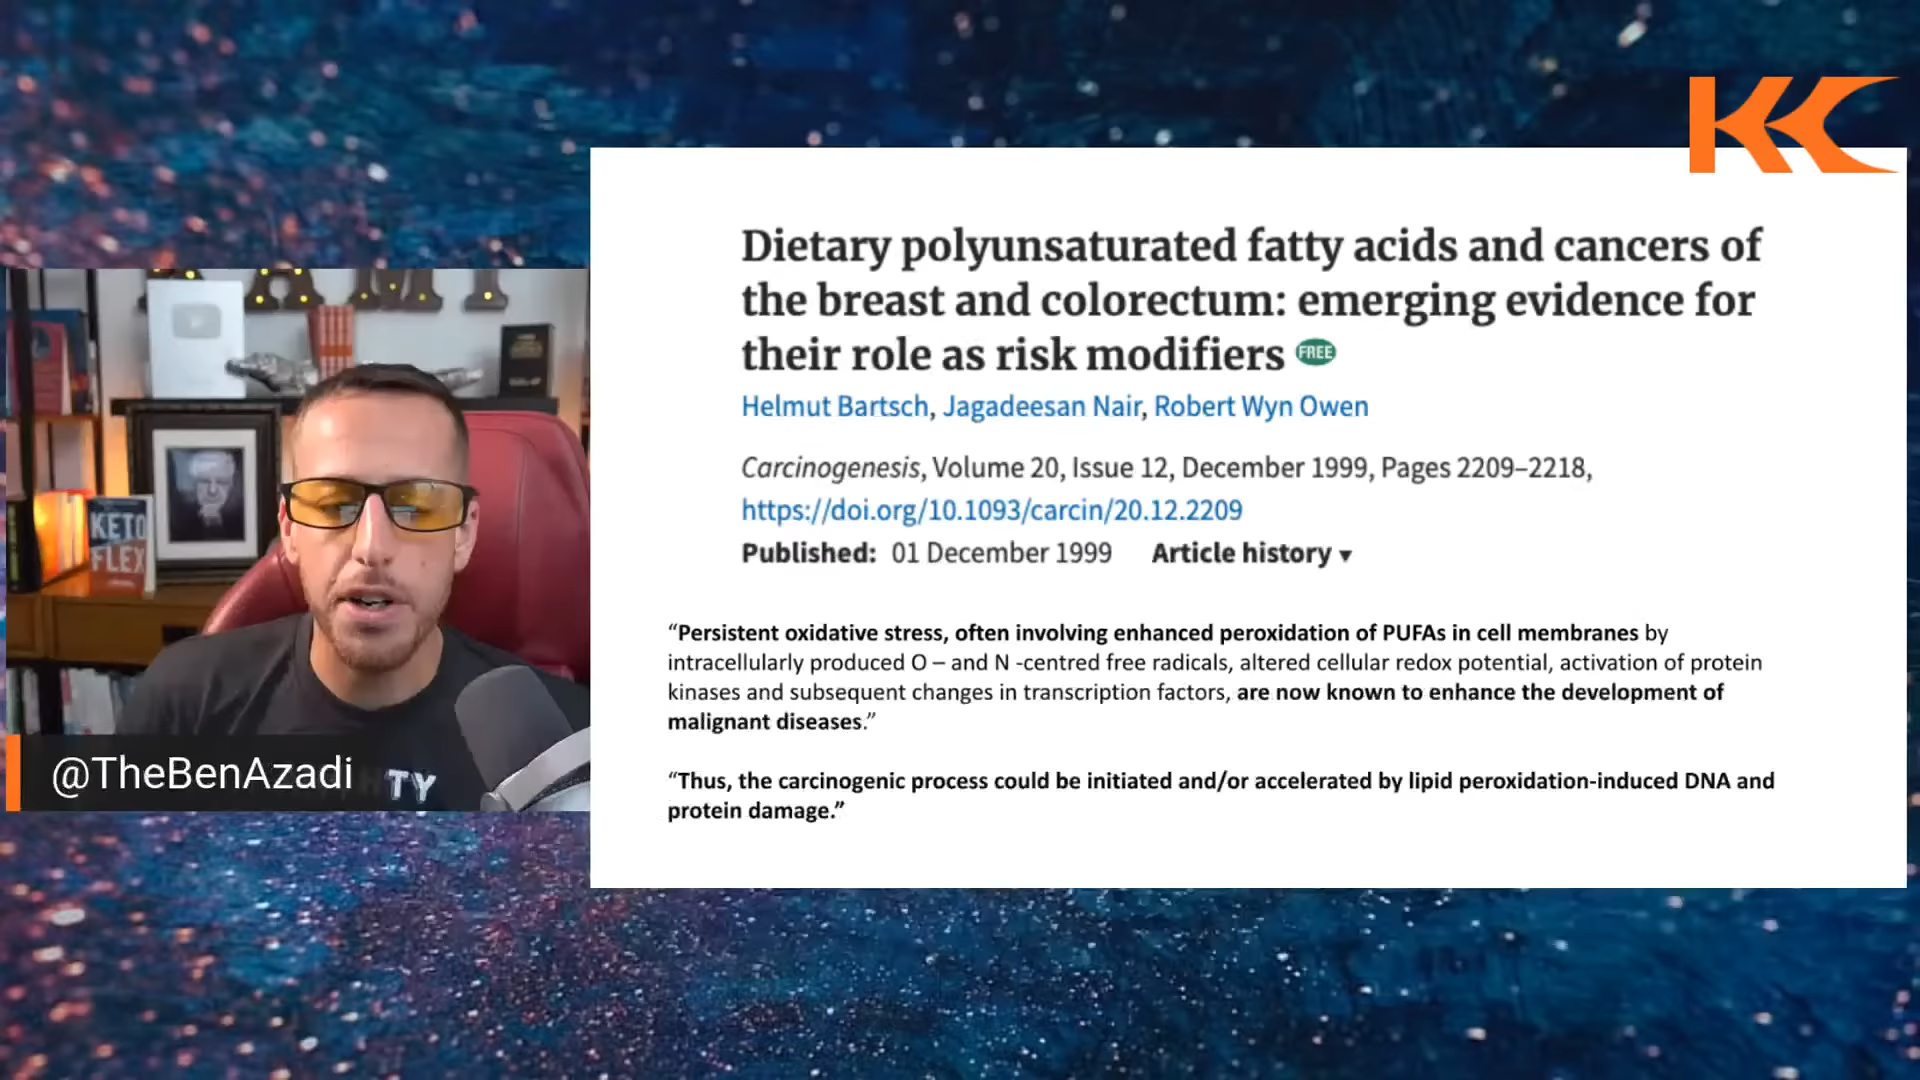 KK
Dietary polyunsaturated fatty acids and cancers of
the breast and colorectum: emerging evidence for
their role as risk modifiers FREE
Helmut Bartsch, Jagadeesan Nair, Robert Wyn Owen
Carcinogenesis, Volume 20, Issue 12, December 1999, Pages 2209–2218,
https://doi.org/10.1093/carcin/20.12.2209
Published: 01 December 1999 Article history ▾
“Persistent oxidative stress, often involving enhanced peroxidation of PUFAs in cell membranes by
intracellularly produced O – and N -centred free radicals, altered cellular redox potential, activation of protein
kinases and subsequent changes in transcription factors, are now known to enhance the development of
malignant diseases.”
“Thus, the carcinogenic process could be initiated and/or accelerated by lipid peroxidation-induced DNA and
protein damage.”
KETO
FLEX
@TheBenAzadi
TY